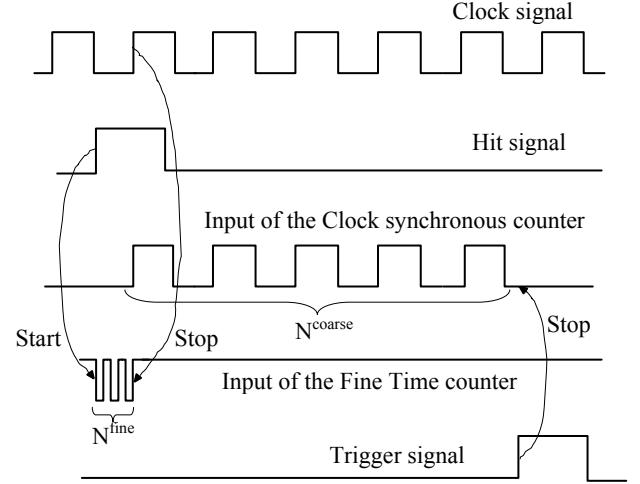 Clock signal
Hit signal
Input of the Clock synchronous counter
N^coarse
Start
Stop
Stop
Input of the Fine Time counter
N^fine
Trigger signal